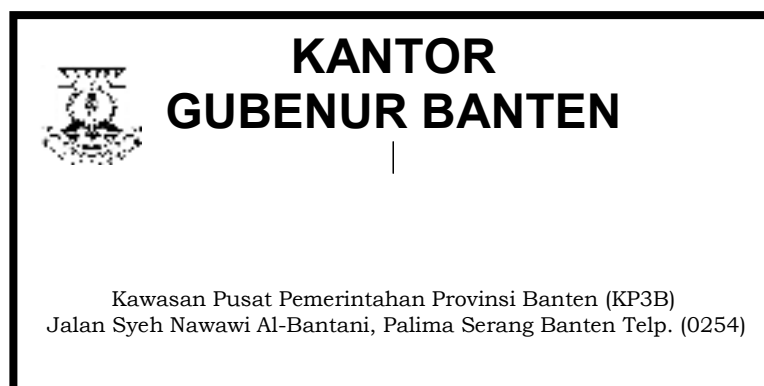 KANTOR
GUBENUR BANTEN
Kawasan Pusat Pemerintahan Provinsi Banten (KP3B)
Jalan Syeh Nawawi Al-Bantani, Palima Serang Banten Telp. (0254)